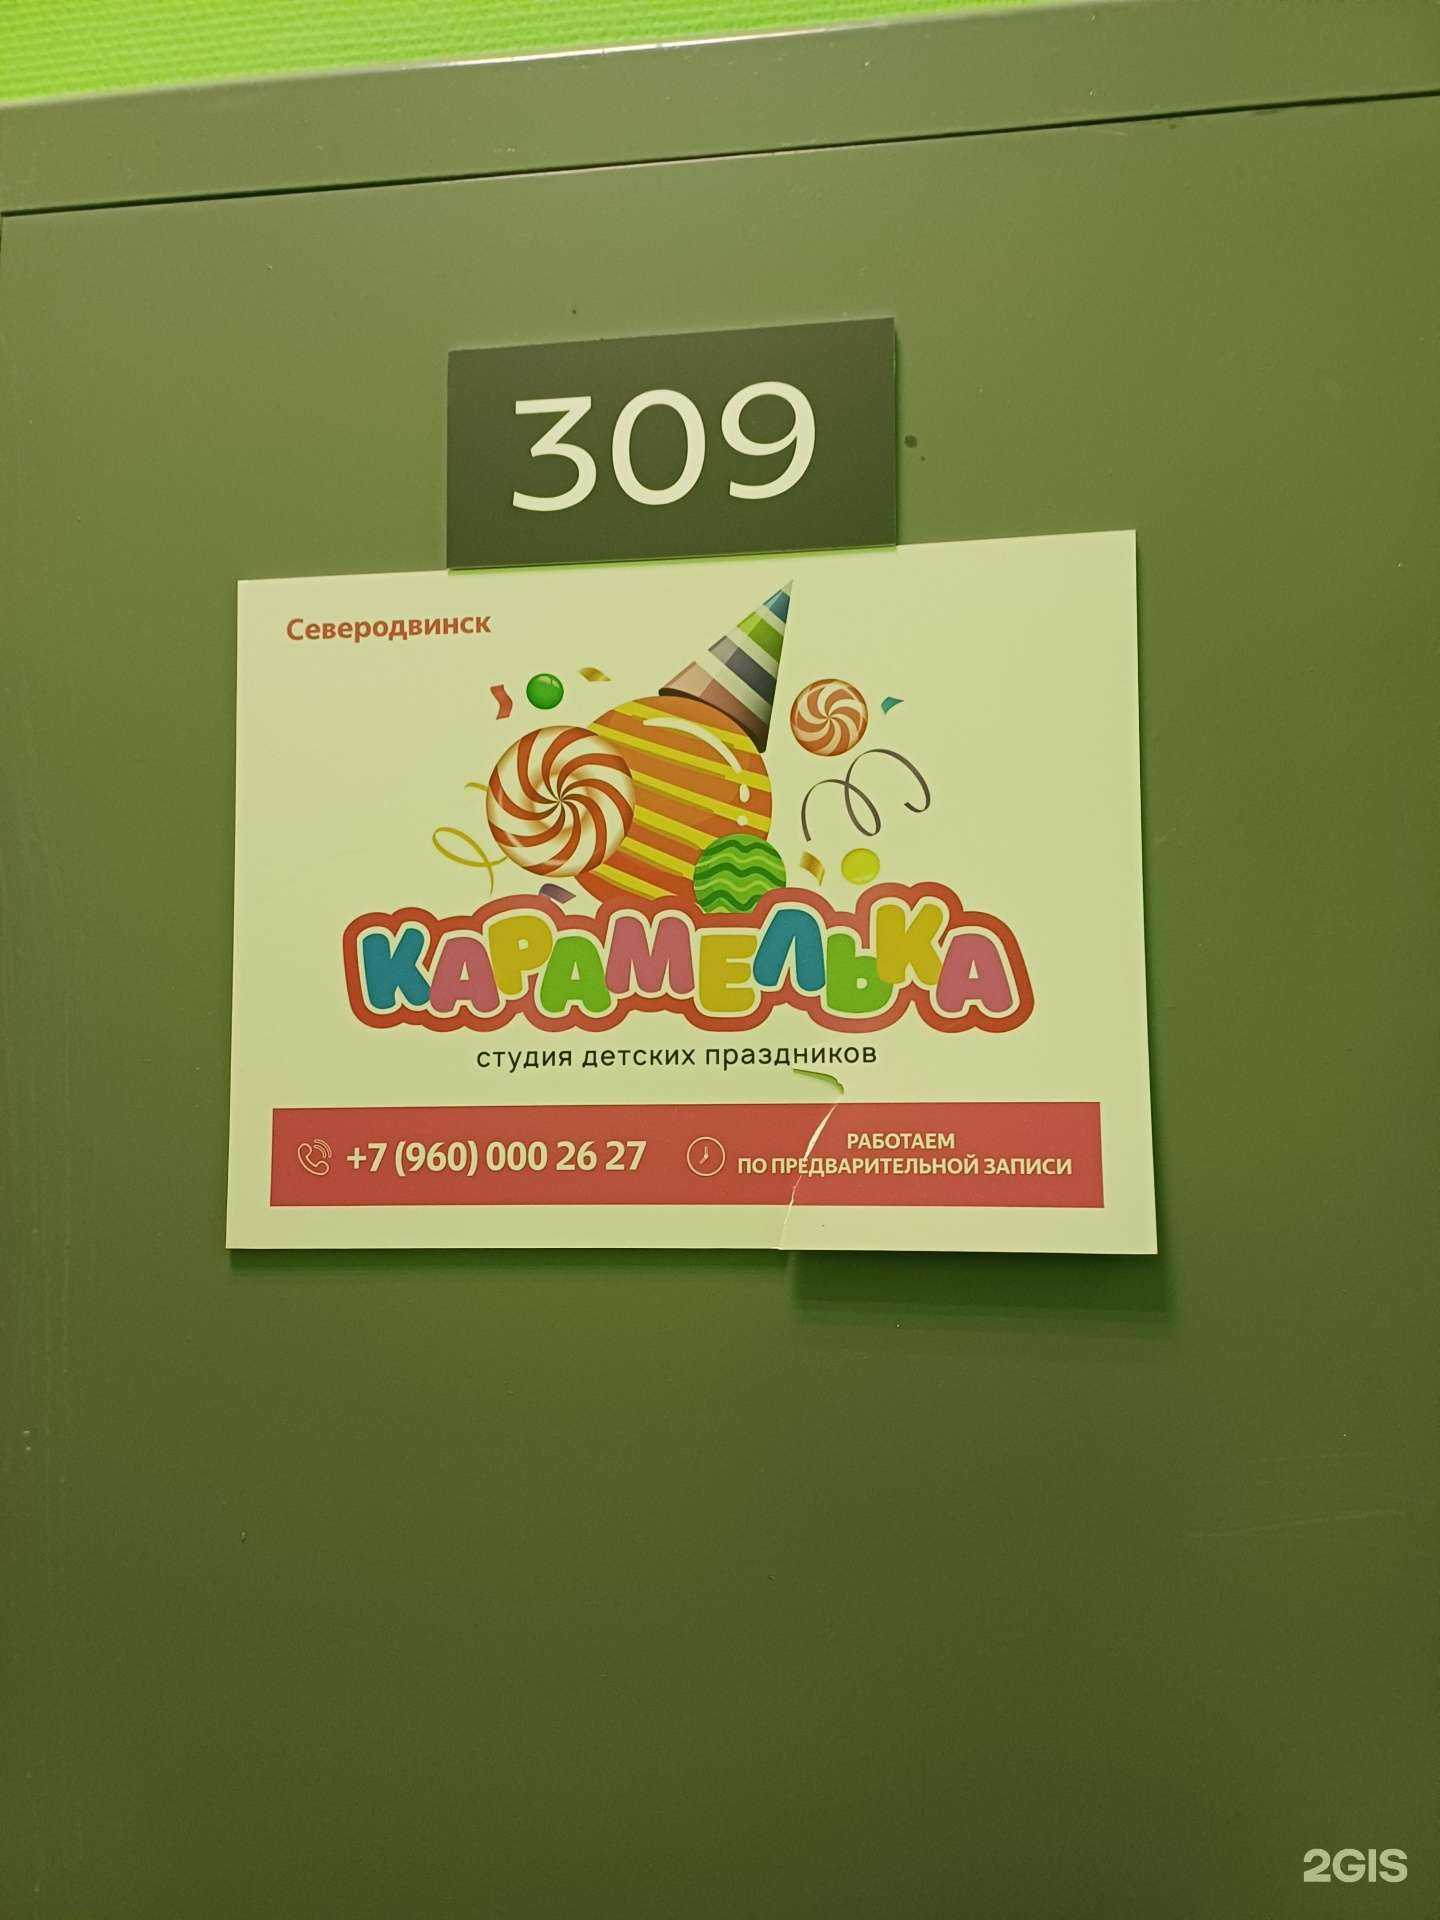 309
Северодвинск
КАРАМЕЛЬКА
студия детских праздников
+7 (960) 000 26 27
РАБОТАЕМ
ПО ПРЕДВАРИТЕЛЬНОЙ ЗАПИСИ
2GIS